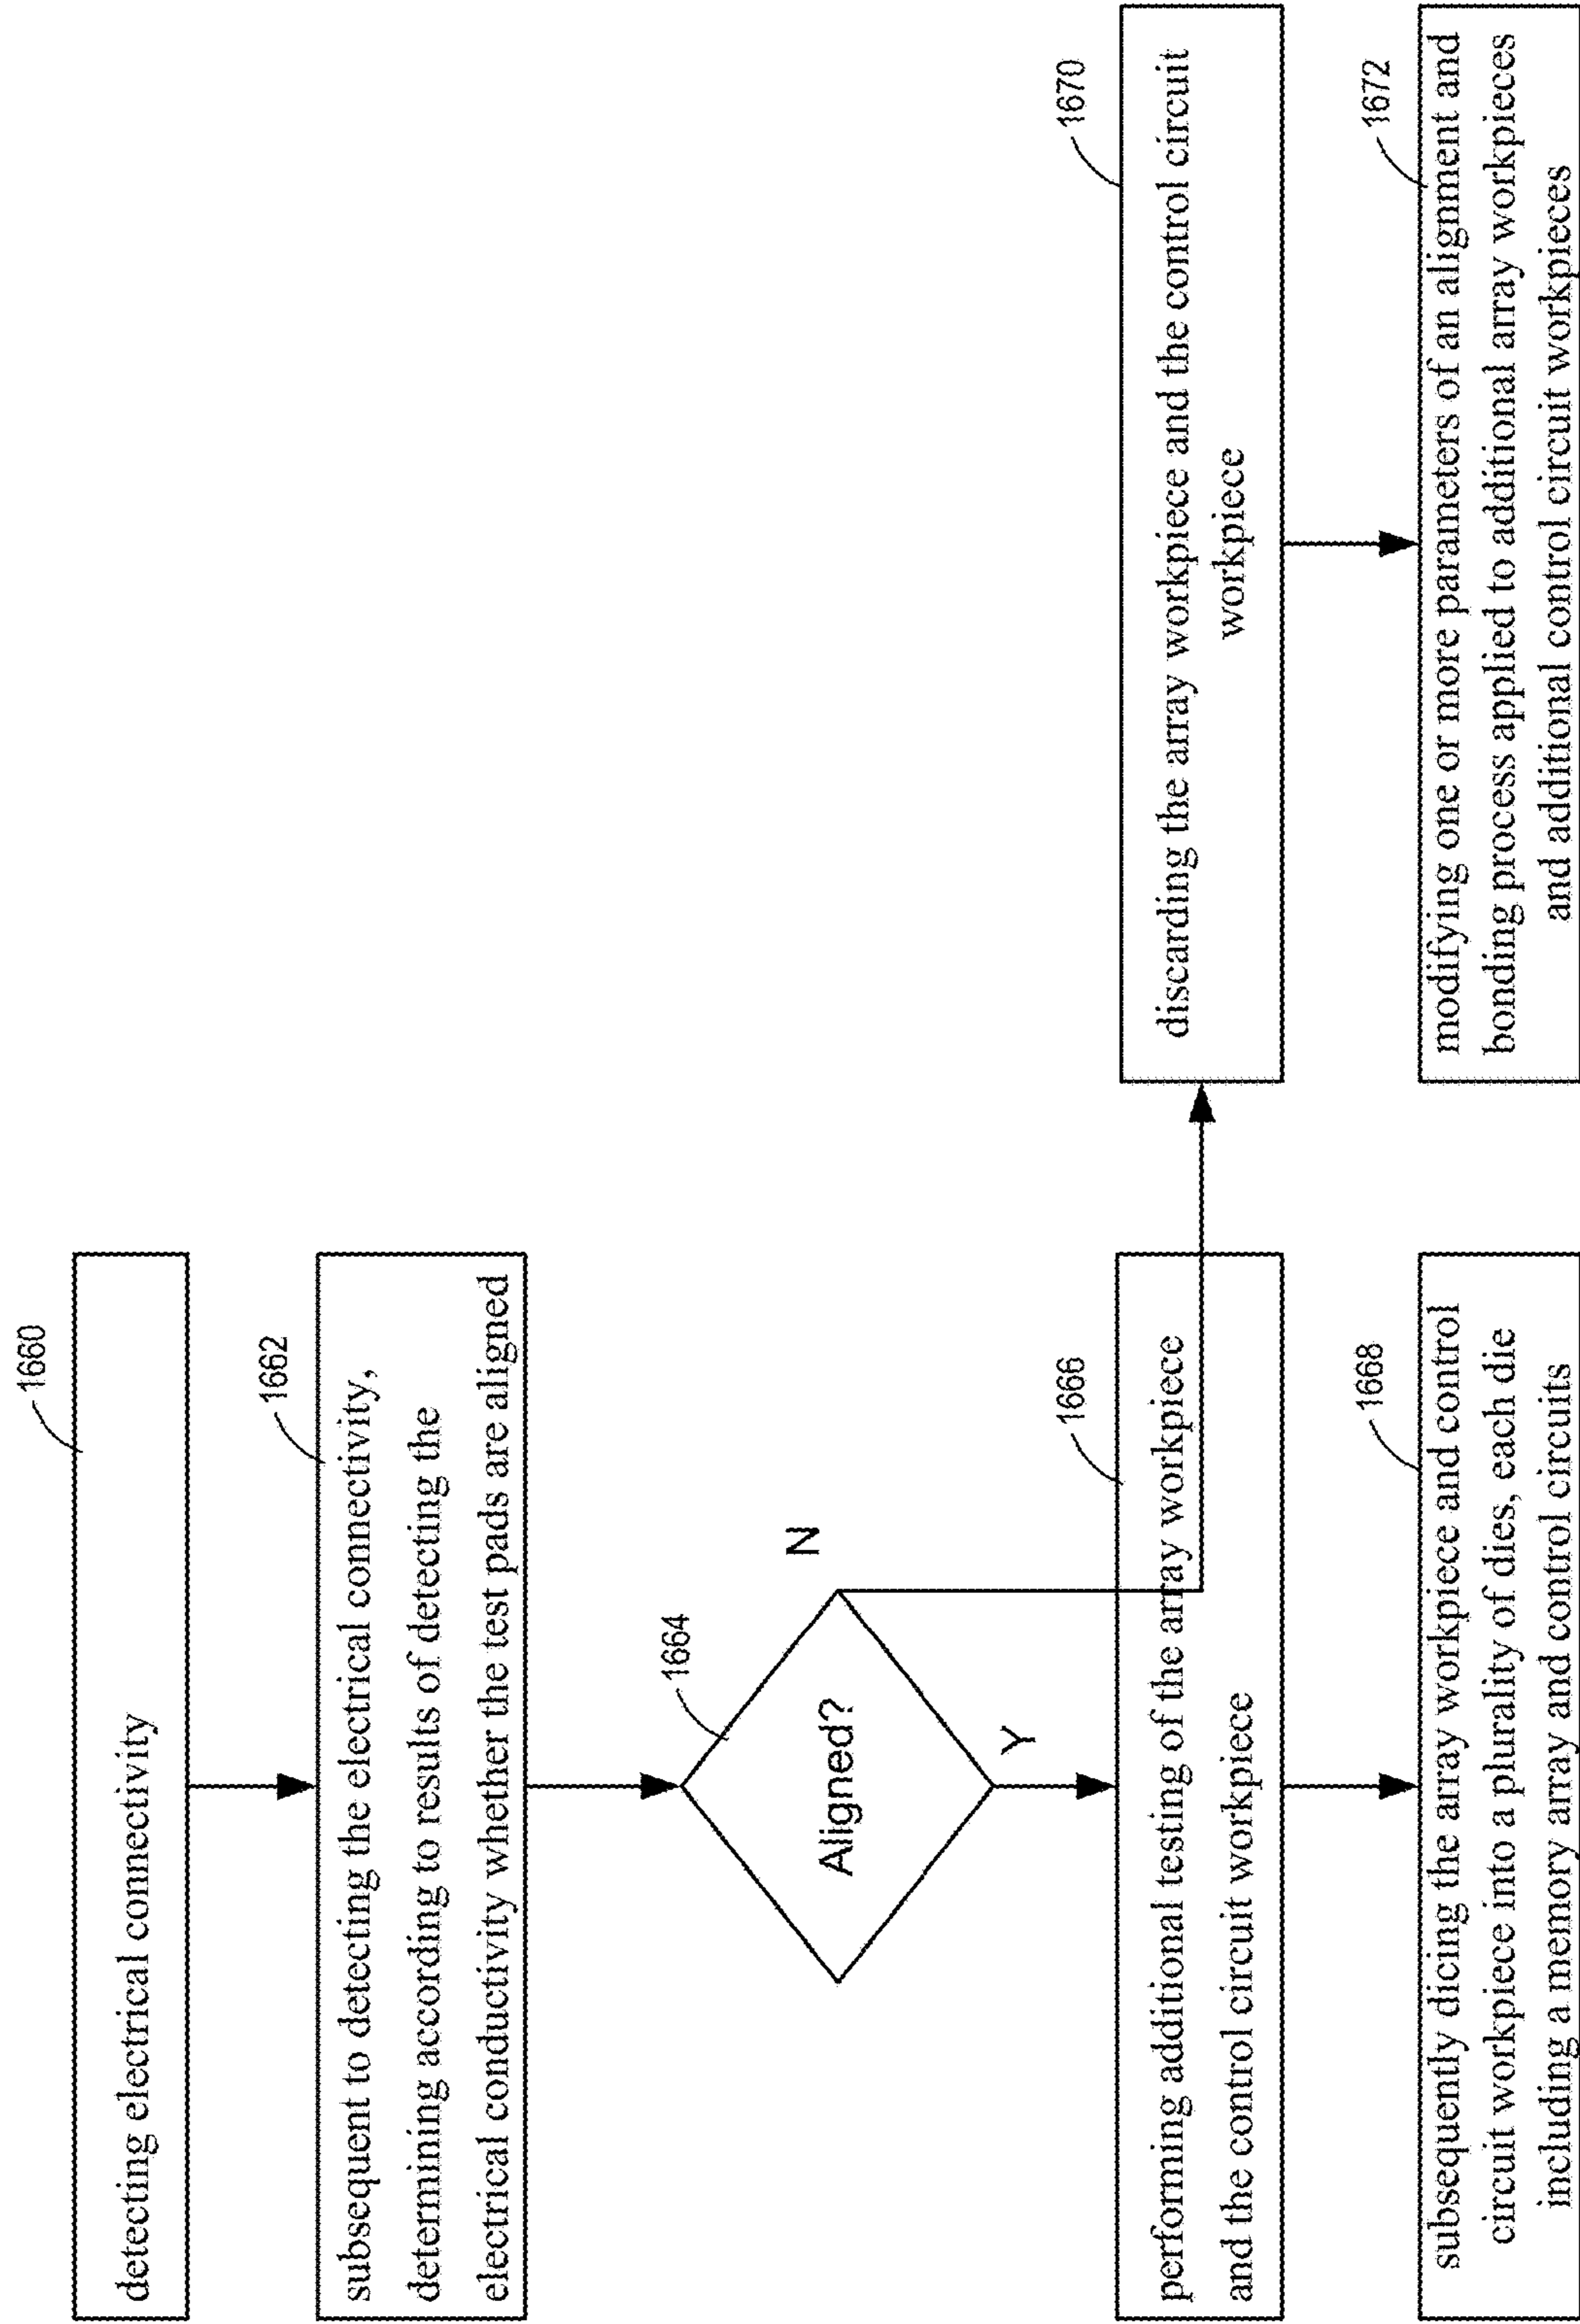 1660
detecting electrical connectivity
1662
subsequent to detecting the electrical connectivity,
determining according to results of detecting the
electrical conductivity whether the test pads are aligned
1664
Aligned?
N
Y
1666
performing additional testing of the array workpiece
and the control circuit workpiece
1668
subsequently dicing the array workpiece and control
circuit workpiece into a plurality of dies, each die
including a memory array and control circuits
1670
discarding the array workpiece and the control circuit
workpiece
1672
modifying one or more parameters of an alignment and
bonding process applied to additional array workpieces
and additional control circuit workpieces